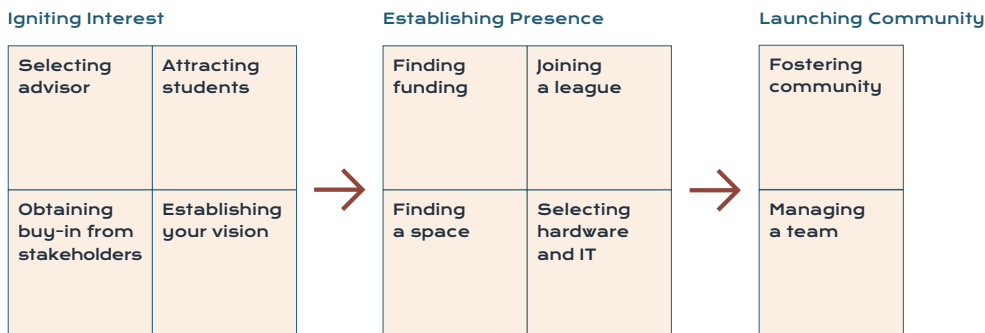 Igniting Interest
Selecting
advisor
Attracting
students
Obtaining
buy-in from
stakeholders
Establishing
your vision
Establishing Presence
Finding
funding
Joining
a league
Finding
a space
Selecting
hardware
and IT
Launching Community
Fostering
community
Managing
a team